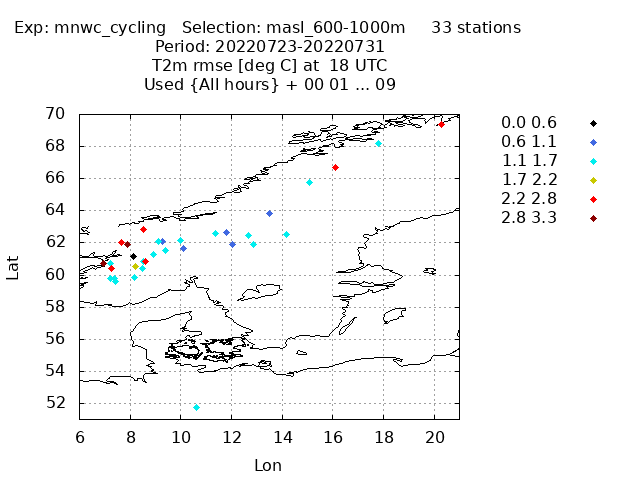 Exp: mnwc_cycling   Selection: masl_600-1000m     33 stations
Period: 20220723-20220731
T2m rmse [deg C] at  18 UTC
Used {All hours} + 00 01 ... 09
70
68
66
64
62
60
58
56
54
52
Lat
6 8 10 12 14 16 18 20
Lon
0.0 0.6
0.6 1.1
1.1 1.7
1.7 2.2
2.2 2.8
2.8 3.3